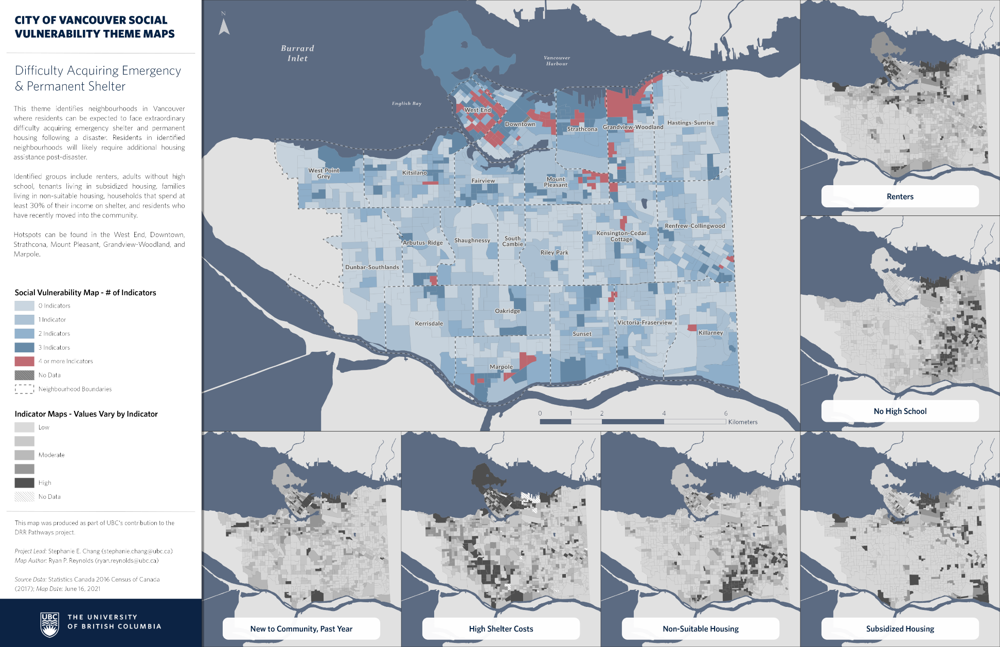 CITY OF VANCOUVER SOCIAL
VULNERABILITY THEME MAPS
Difficulty Acquiring Emergency
& Permanent Shelter
This theme identifies neighbourhoods in Vancouver
where residents can be expected to face extraordinary
difficulty acquiring emergency shelter and permanent
housing following a disaster. Residents in identified
neighbourhoods will likely require additional housing
assistance post-disaster.
Identified groups include renters, adults without high
school, tenants living in subsidized housing, families
living in non-suitable housing, households that spend at
least 30% of their income on shelter, and residents who
have recently moved into the community.
Hotspots can be found in the West End, Downtown,
Strathcona, Mount Pleasant, Grandview-Woodland, and
Marpole.
Social Vulnerability Map - # of Indicators
0 Indicators
1 Indicator
2 Indicators
3 Indicators
4 or more Indicators
No Data
Neighbourhood Boundaries
Indicator Maps - Values Vary by Indicator
Low
Moderate
High
No Data
This map was produced as part of UBC's contribution to the
DRR Pathways project.
Project Lead: Stephanie E. Chang (stephanie.chang@ubc.ca)
Map Author: Ryan P. Reynolds (ryan.reynolds@ubc.ca)
Source Data: Statistics Canada 2016 Census of Canada
(2017); Map Date: June 16, 2021
UBC
THE UNIVERSITY
OF BRITISH COLUMBIA
N
Burrard
Inlet
Vancouver
Harbour
English Bay
West End
Downtown
Strathcona
Grandview-Woodland
Hastings-Sunrise
West Point
Grey
Kitsilano
Fairview
Mount
Pleasant
Renfrew-Collingwood
Kensington-Cedar
Cottage
Arbutus-Ridge
Shaughnessy
South
Cambie
Riley Park
Dunbar-Southlands
Oakridge
Kerrisdale
Victoria-Fraserview
Sunset
Killarney
Marpole
0 1 2 4 6
Kilometers
Renters
No High School
New to Community, Past Year
High Shelter Costs
Non-Suitable Housing
Subsidized Housing